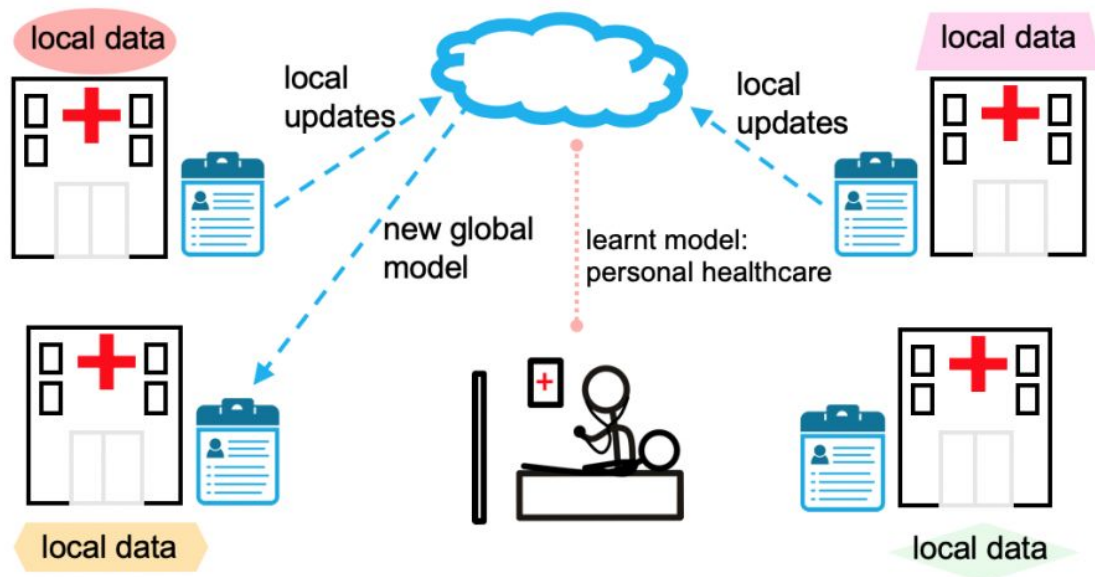 local data
local data
local
updates
local
updates
new global
model
learnt model:
personal healthcare
local data
local data